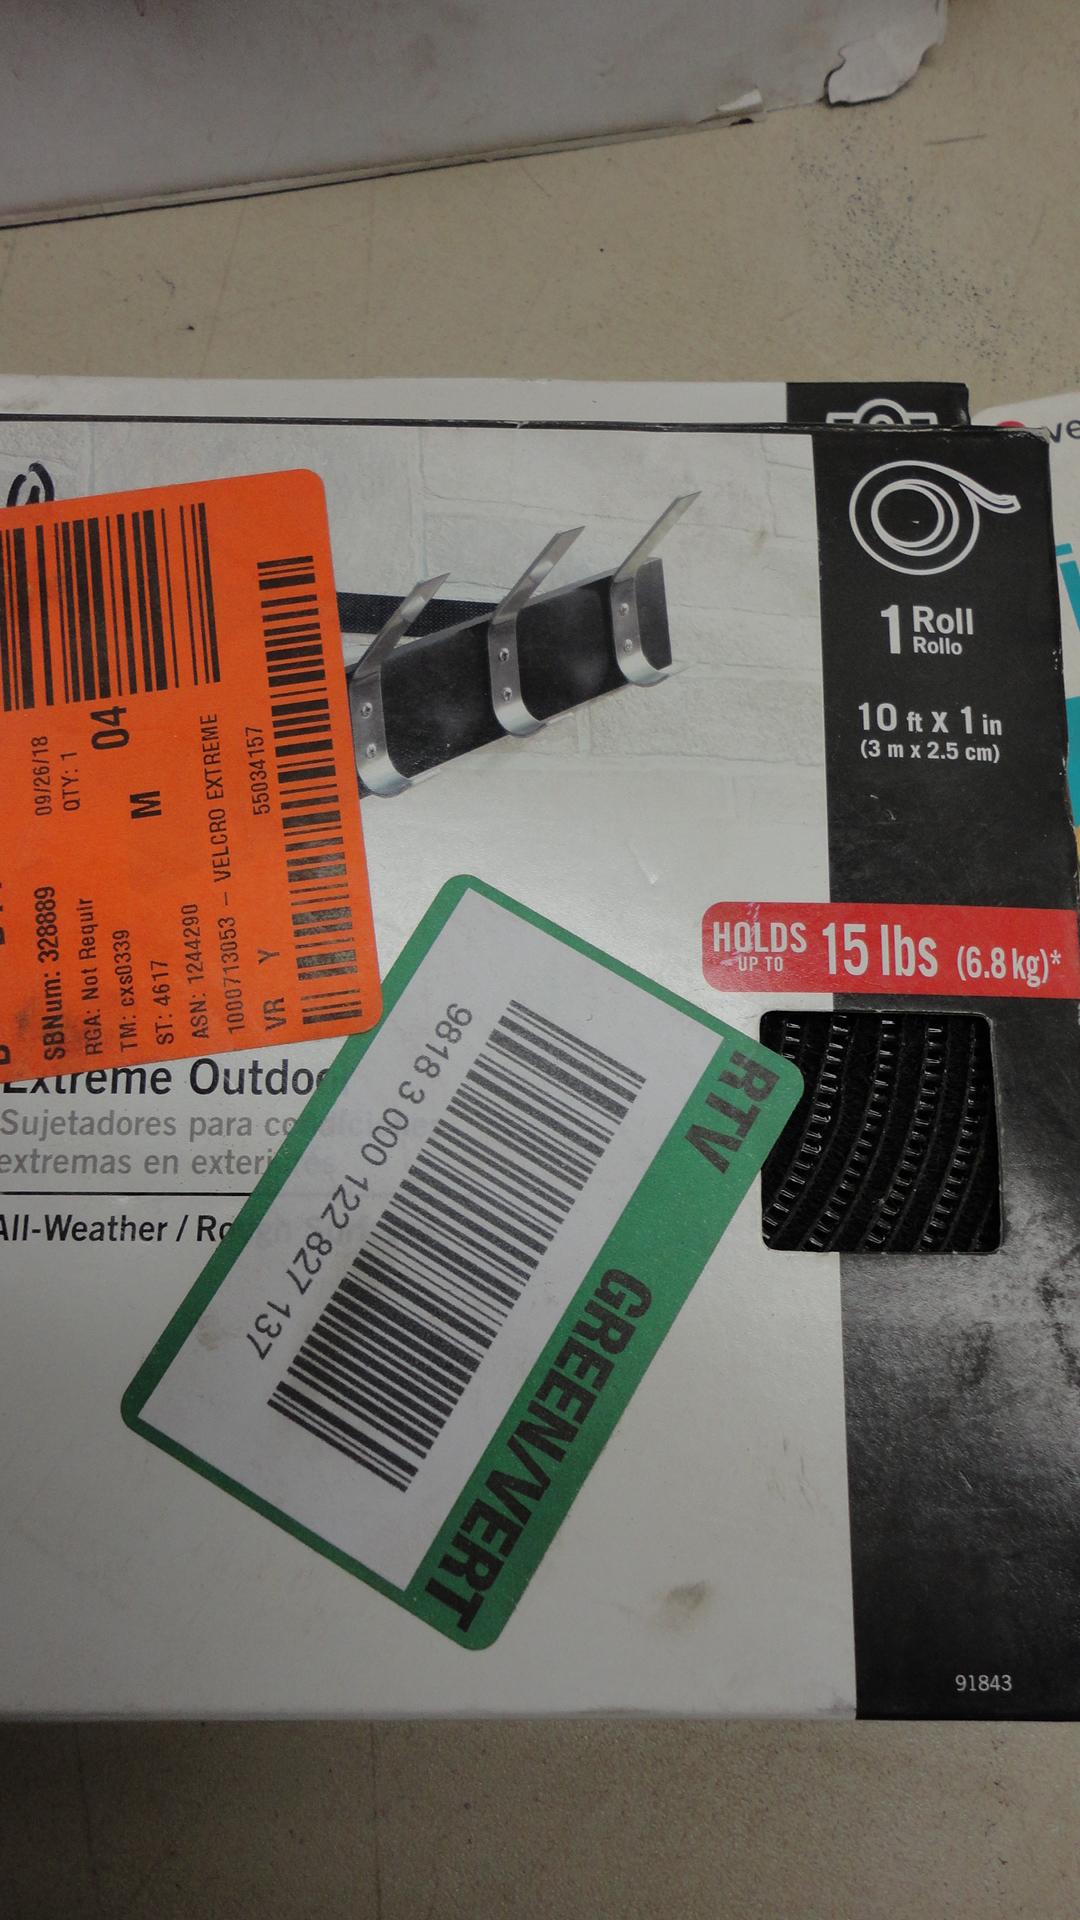 ve
1 Roll
Rollo
10 ft x 1 in
(3 m x 2.5 cm)
HOLDS
UP TO
15 lbs (6.8 kg)*
91843
09/26/18
QTY: 1
04
M
SBNum: 328889
RGA: Not Requir
TM: cxs0339
ST: 4617
ASN: 1244290
1000713053 – VELCRO EXTREME
VR Y
55034157
Extreme Outdoo
Sujetadores para co
extremas en exteri
All-Weather / Ro
RTV GREEN/VERT
9818 3 000 122 827 137